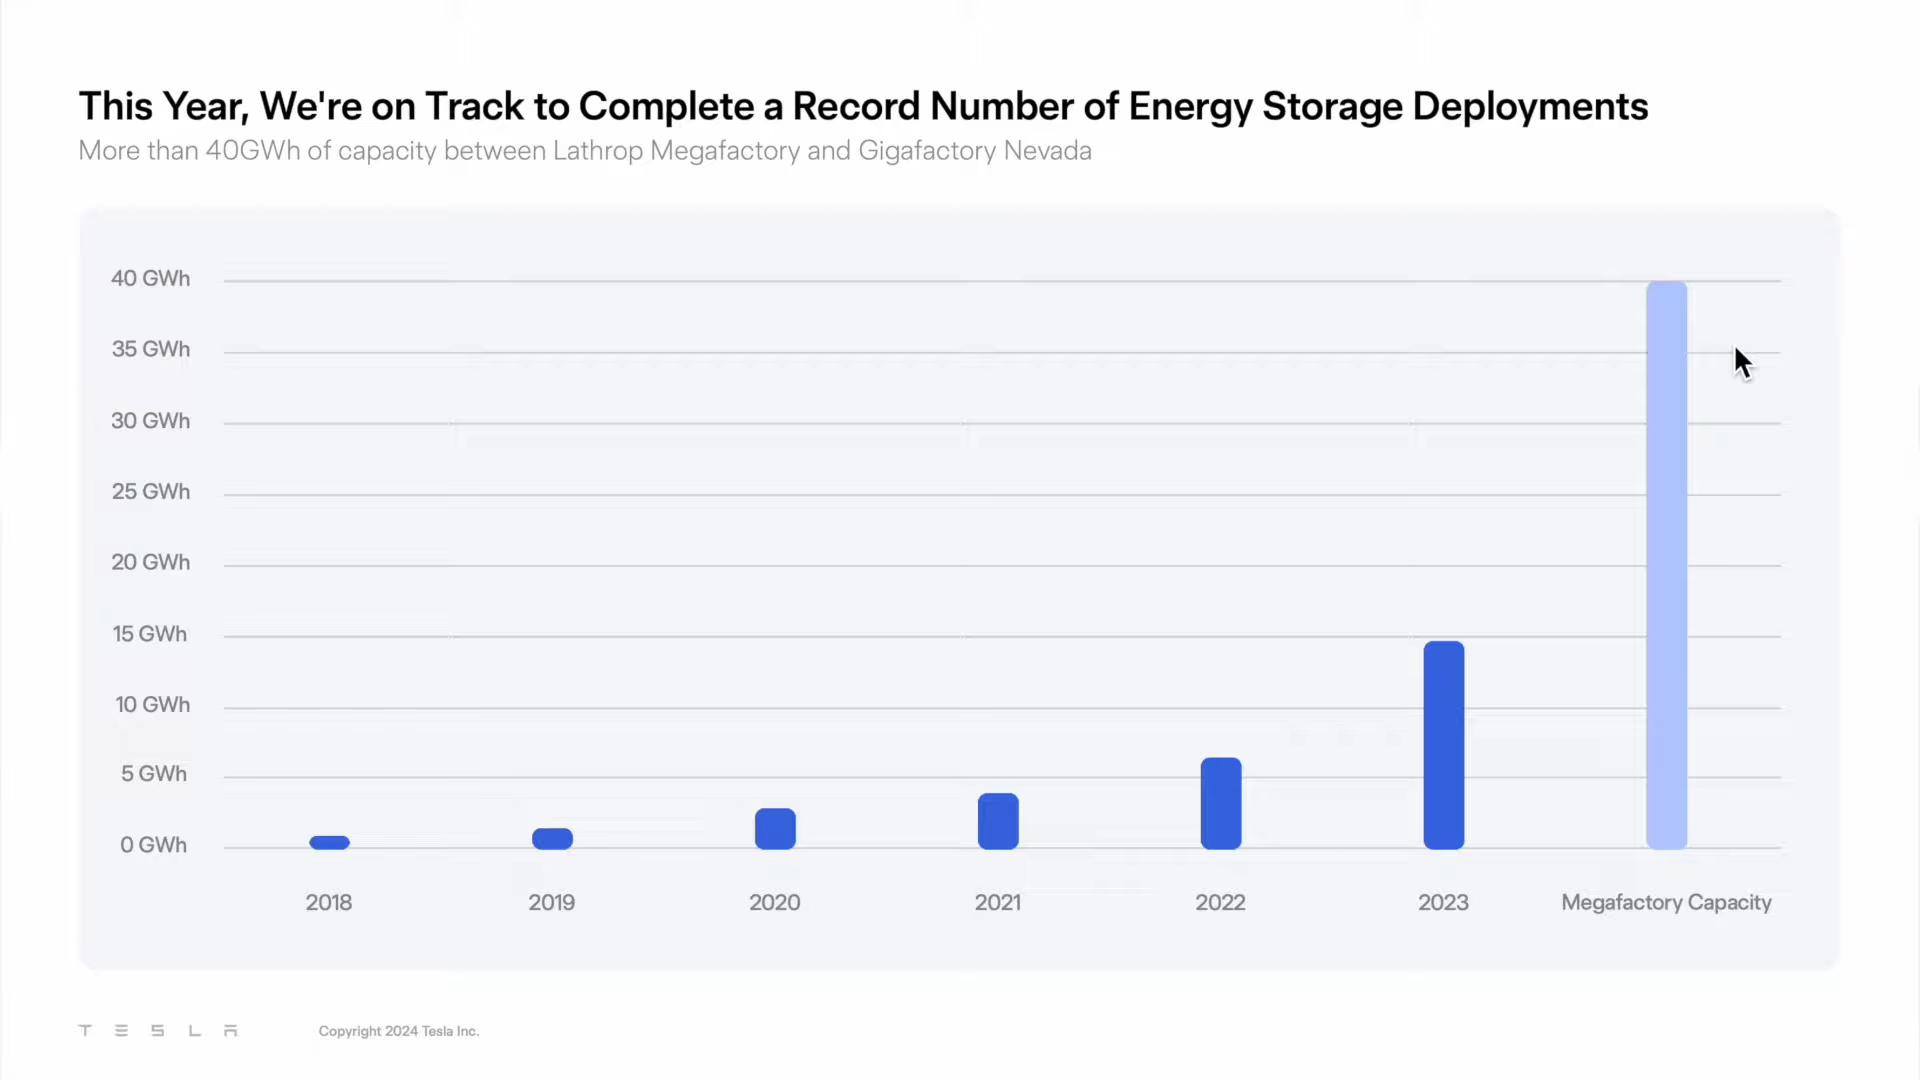 This Year, We're on Track to Complete a Record Number of Energy Storage Deployments
More than 40GWh of capacity between Lathrop Megafactory and Gigafactory Nevada
40 GWh
35 GWh
30 GWh
25 GWh
20 GWh
15 GWh
10 GWh
5 GWh
0 GWh
2018 2019 2020 2021 2022 2023 Megafactory Capacity
TESLA Copyright 2024 Tesla Inc.